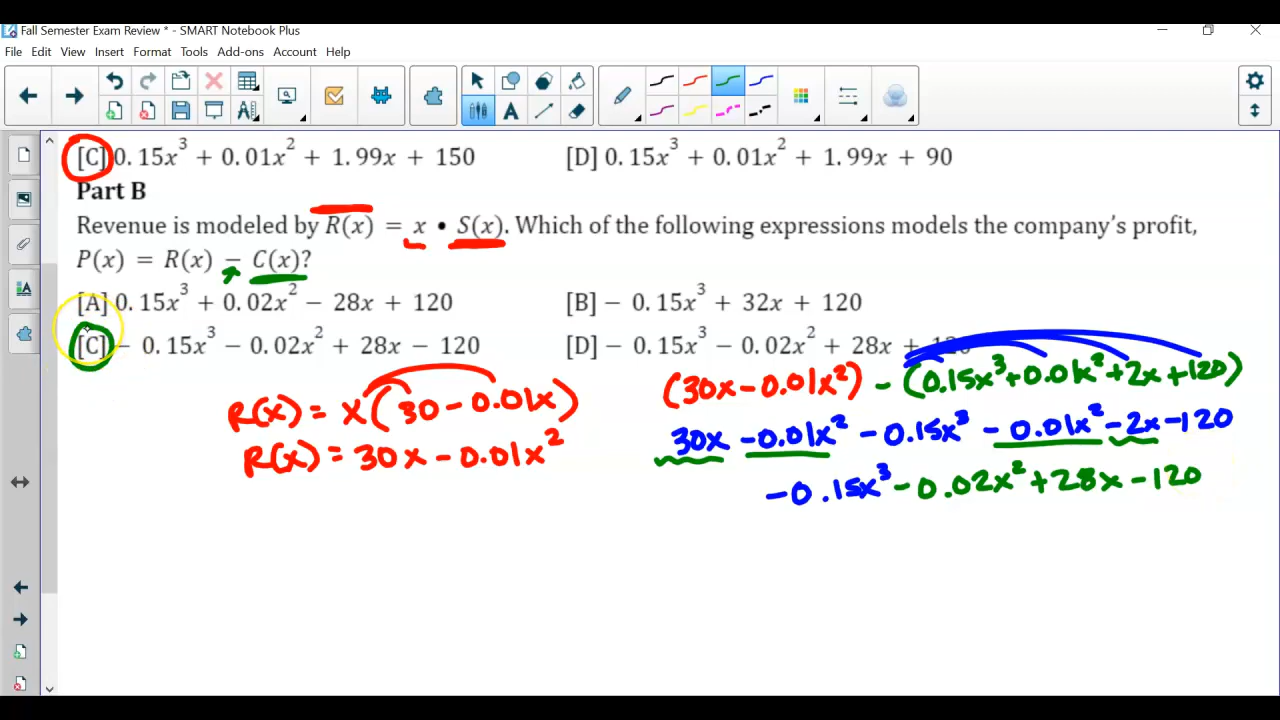 Fall Semester Exam Review * - SMART Notebook Plus
File Edit View Insert Format Tools Add-ons Account Help
[C] 0.15x³ + 0.01x² + 1.99x + 150 [D] 0.15x³ + 0.01x² + 1.99x + 90
Part B
Revenue is modeled by R(x) = x • S(x). Which of the following expressions models the company's profit,
P(x) = R(x) − C(x)?
[A] 0.15x³ + 0.02x² − 28x + 120 [B] − 0.15x³ + 32x + 120
[C] − 0.15x³ − 0.02x² + 28x − 120 [D] − 0.15x³ − 0.02x² + 28x + 120
R(x) = x(30 − 0.01x)
R(x) = 30x − 0.01x²
(30x − 0.01x²) − (0.15x³ + 0.01x² + 2x + 120)
30x − 0.01x² − 0.15x³ − 0.01x² − 2x − 120
−0.15x³ − 0.02x² + 28x − 120